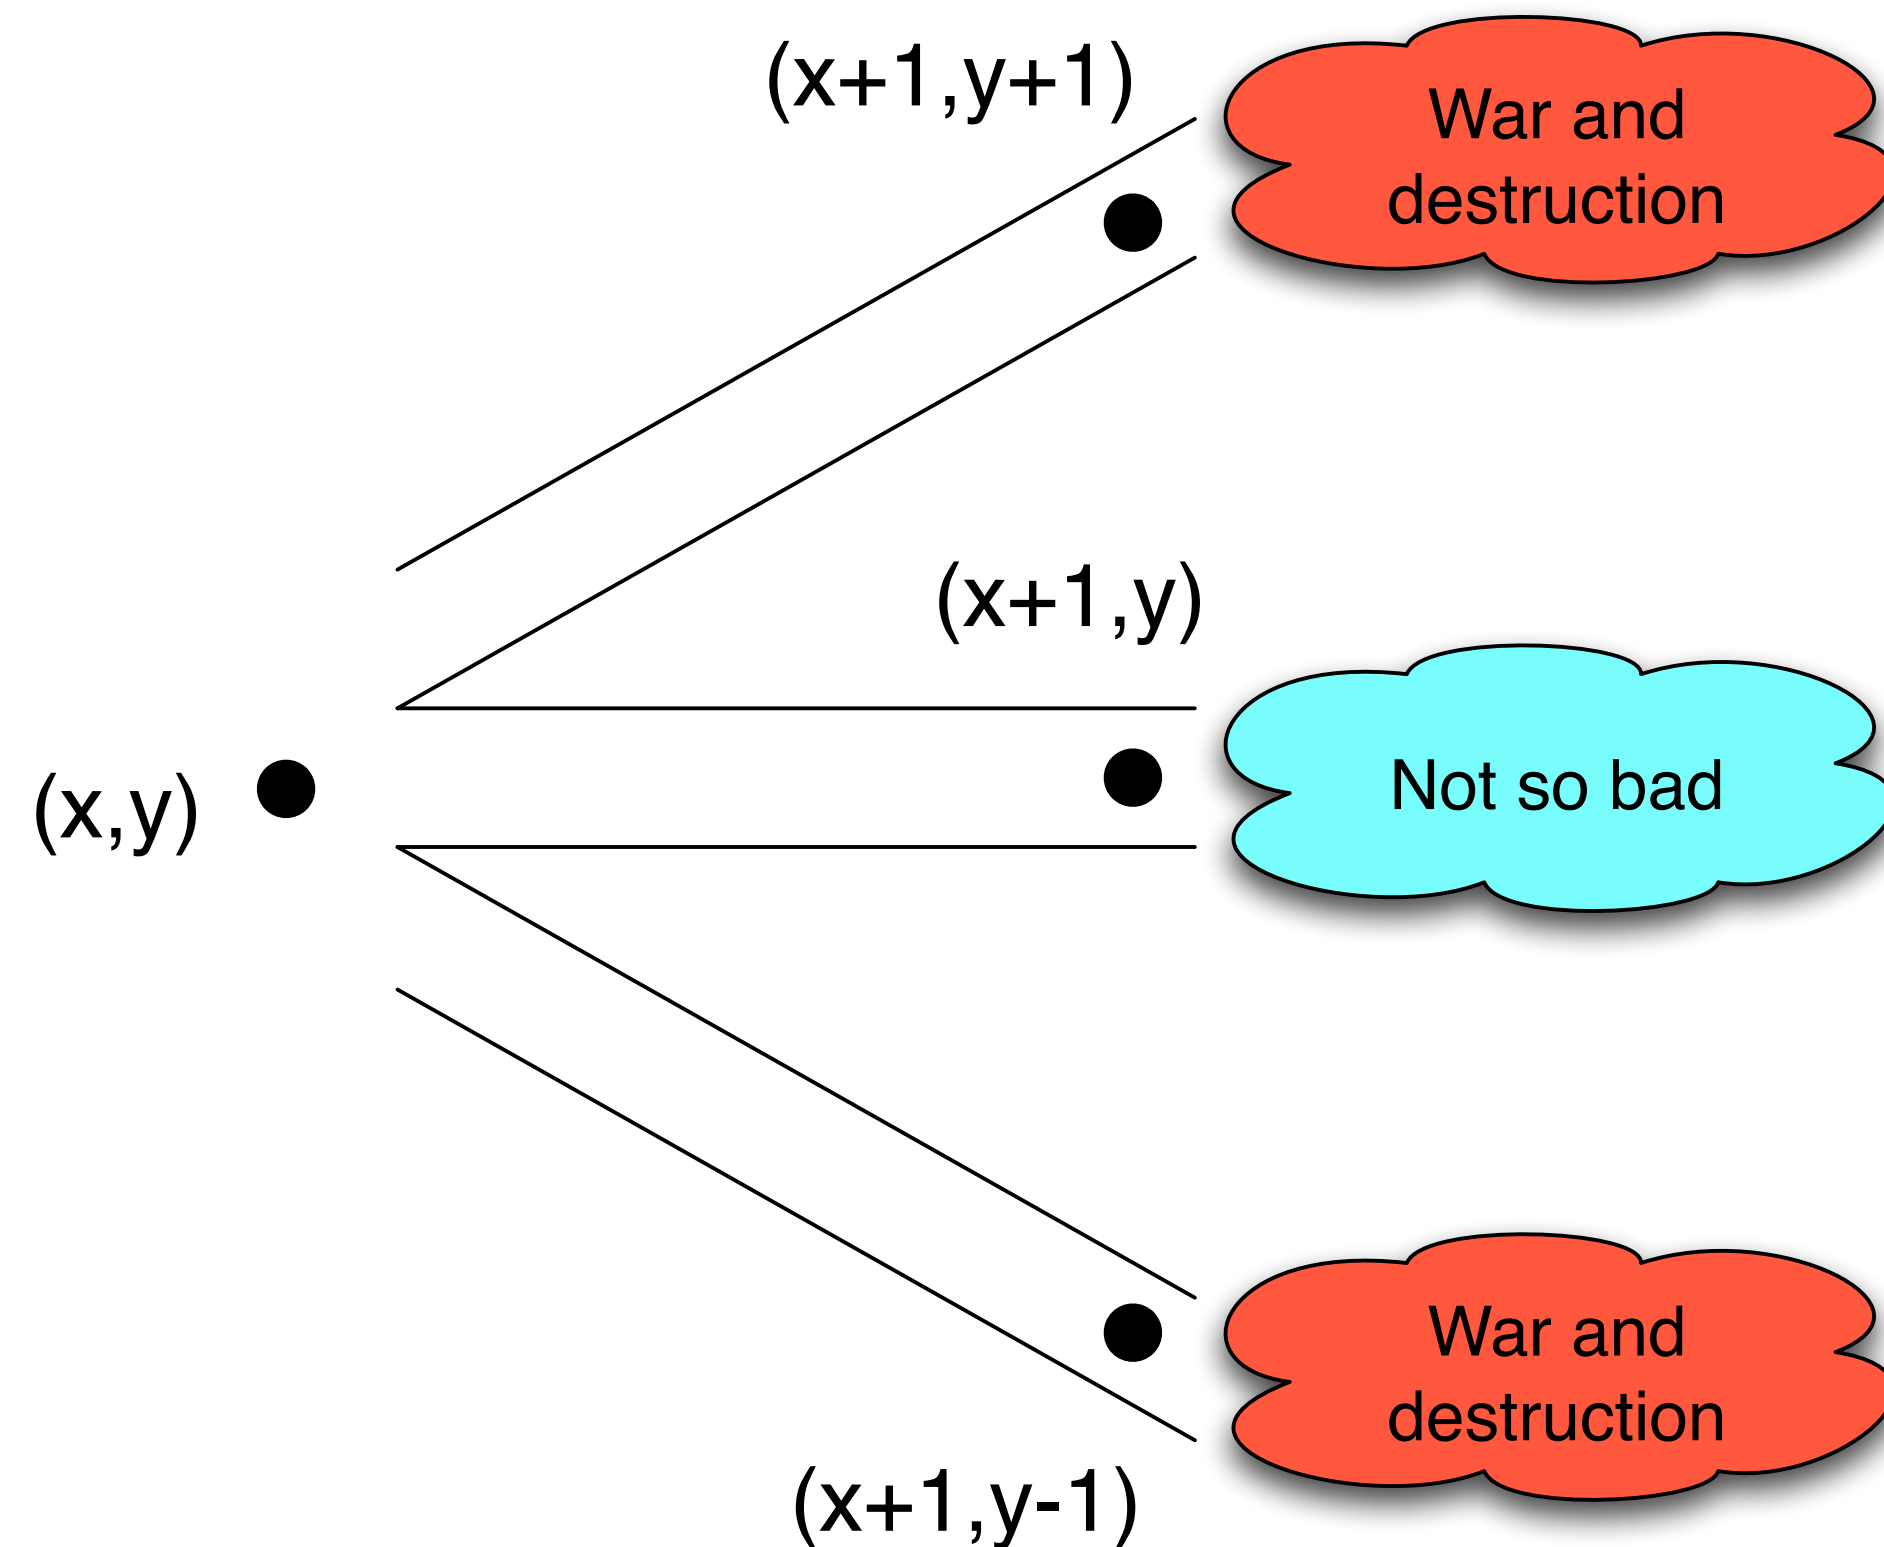 (x+1,y+1)
War and
destruction
(x+1,y)
(x,y)
Not so bad
War and
destruction
(x+1,y-1)